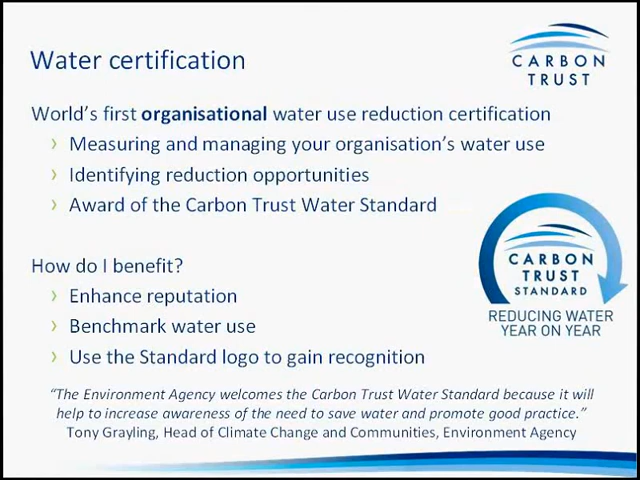 Water certification
CARBON
TRUST
World's first organisational water use reduction certification
› Measuring and managing your organisation's water use
› Identifying reduction opportunities
› Award of the Carbon Trust Water Standard
CARBON
TRUST
STANDARD
REDUCING WATER
YEAR ON YEAR
How do I benefit?
› Enhance reputation
› Benchmark water use
› Use the Standard logo to gain recognition
“The Environment Agency welcomes the Carbon Trust Water Standard because it will
help to increase awareness of the need to save water and promote good practice.”
Tony Grayling, Head of Climate Change and Communities, Environment Agency